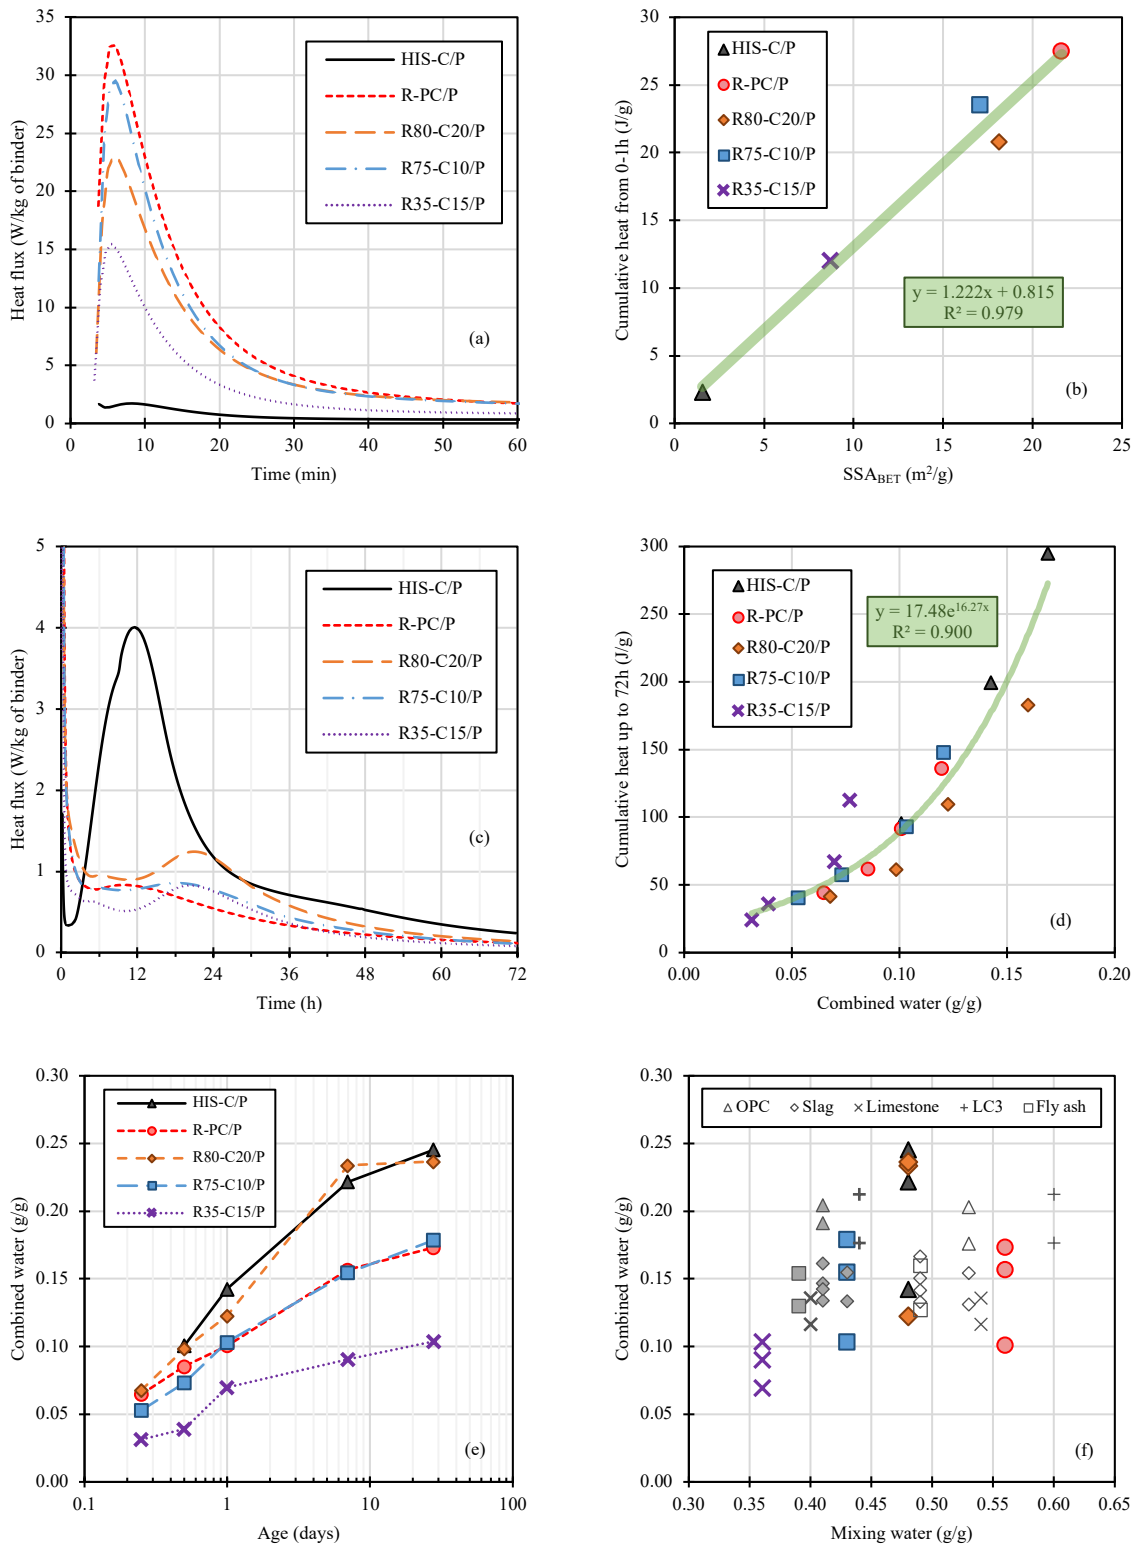 35
30
25
20
15
10
5
0
Heat flux (W/kg of binder)
HIS-C/P
R-PC/P
R80-C20/P
R75-C10/P
R35-C15/P
(a)
0 10 20 30 40 50 60
Time (min)
30
25
20
15
10
5
0
Cumulative heat from 0-1h (J/g)
HIS-C/P
R-PC/P
R80-C20/P
R75-C10/P
R35-C15/P
y = 1.222x + 0.815
R² = 0.979
(b)
0 5 10 15 20 25
SSA_BET (m²/g)
5
4
3
2
1
0
Heat flux (W/kg of binder)
HIS-C/P
R-PC/P
R80-C20/P
R75-C10/P
R35-C15/P
(c)
0 12 24 36 48 60 72
Time (h)
300
250
200
150
100
50
0
Cumulative heat up to 72h (J/g)
HIS-C/P
R-PC/P
R80-C20/P
R75-C10/P
R35-C15/P
y = 17.48e^16.27x
R² = 0.900
(d)
0.00 0.05 0.10 0.15 0.20
Combined water (g/g)
0.30
0.25
0.20
0.15
0.10
0.05
0.00
Combined water (g/g)
HIS-C/P
R-PC/P
R80-C20/P
R75-C10/P
R35-C15/P
(e)
0.1 1 10 100
Age (days)
0.30
0.25
0.20
0.15
0.10
0.05
0.00
Combined water (g/g)
OPC Slag Limestone LC3 Fly ash
(f)
0.30 0.35 0.40 0.45 0.50 0.55 0.60 0.65
Mixing water (g/g)